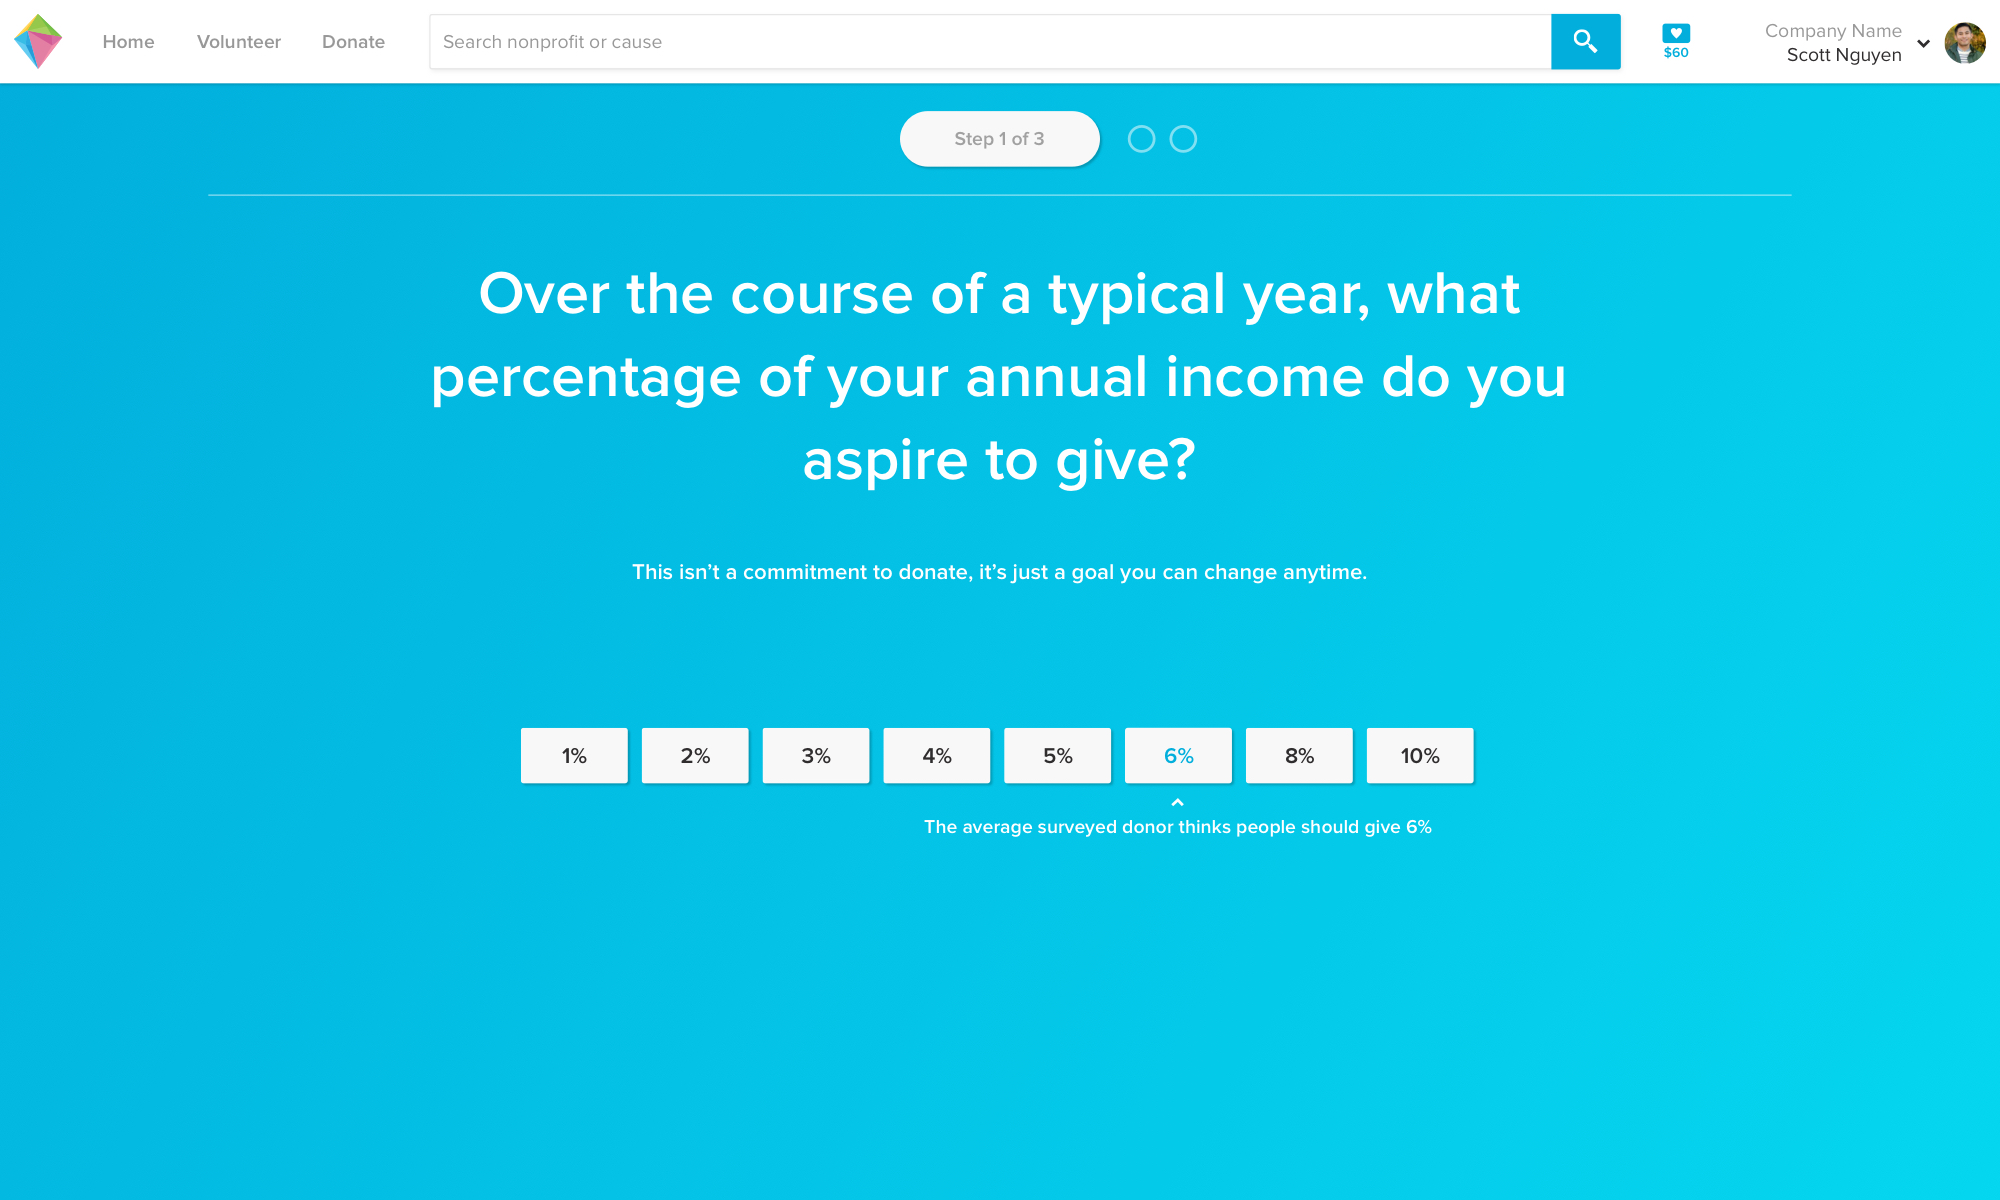 Home
Volunteer
Donate
Search nonprofit or cause
$60
Company Name
Scott Nguyen
Step 1 of 3
Over the course of a typical year, what
percentage of your annual income do you
aspire to give?
This isn’t a commitment to donate, it’s just a goal you can change anytime.
1%
2%
3%
4%
5%
6%
8%
10%
The average surveyed donor thinks people should give 6%